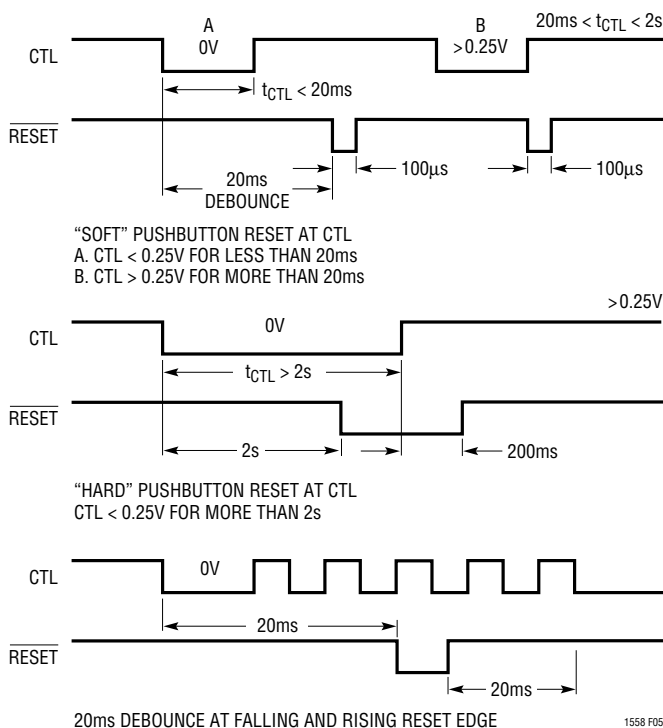 A B 20ms < tCTL < 2s
CTL 0V >0.25V
tCTL < 20ms
RESET
20ms 100µs 100µs
DEBOUNCE
“SOFT” PUSHBUTTON RESET AT CTL
A. CTL < 0.25V FOR LESS THAN 20ms
B. CTL > 0.25V FOR MORE THAN 20ms
0V >0.25V
CTL
tCTL > 2s
RESET
2s 200ms
“HARD” PUSHBUTTON RESET AT CTL
CTL < 0.25V FOR MORE THAN 2s
CTL 0V
20ms
RESET
20ms
20ms DEBOUNCE AT FALLING AND RISING RESET EDGE 1558 F05